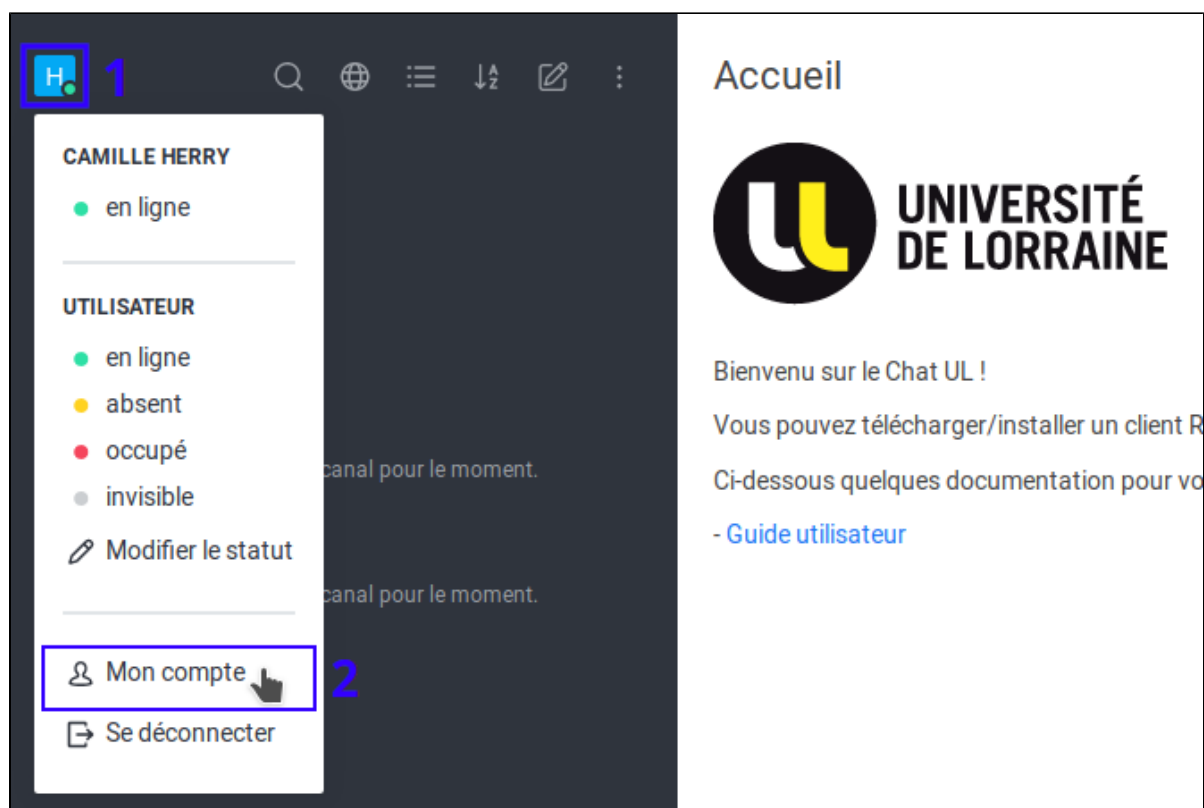 H 1
CAMILLE HERRY
en ligne
UTILISATEUR
en ligne
absent
occupé
invisible
Modifier le statut
Mon compte 2
Se déconnecter
canal pour le moment.
canal pour le moment.
Accueil
UNIVERSITÉ
DE LORRAINE
Bienvenu sur le Chat UL !
Vous pouvez télécharger/installer un client R
Ci-dessous quelques documentation pour vo
- Guide utilisateur